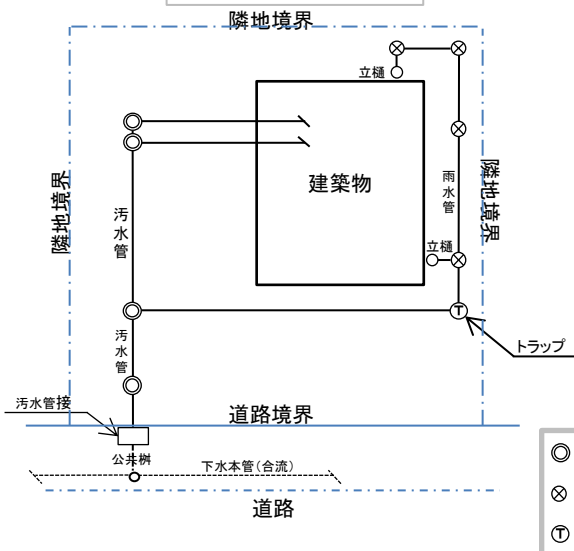 隣地境界
立樋
建築物
隣地境界
汚水管
雨水管
隣地境界
立樋
T
汚水管
トラップ
汚水管接
道路境界
公共桝
下水本管(合流)
道路
T